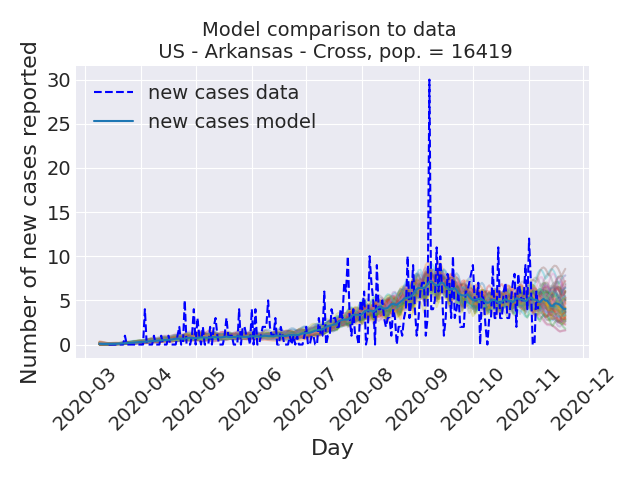 Model comparison to data
US - Arkansas - Cross, pop. = 16419
Number of new cases reported
30
25
20
15
10
5
0
new cases data
new cases model
2020-03
2020-04
2020-05
2020-06
2020-07
2020-08
2020-09
2020-10
2020-11
2020-12
Day